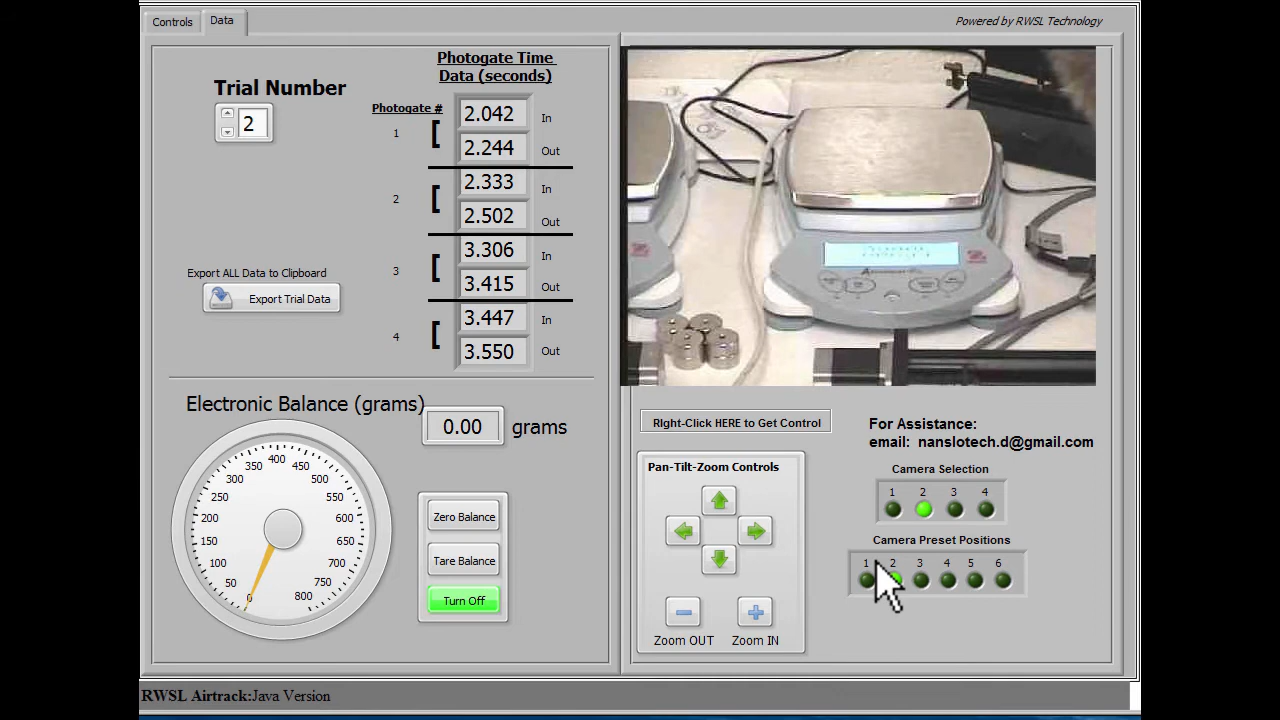 Controls
Data
Powered by RWSL Technology
Trial Number
2
Photogate Time
Data (seconds)
Photogate #
1
[
2.042
In
2.244
Out
2
[
2.333
In
2.502
Out
3
[
3.306
In
3.415
Out
4
[
3.447
In
3.550
Out
Export ALL Data to Clipboard
Export Trial Data
Electronic Balance (grams)
0.00
grams
0
50
100
150
200
250
300
350
400
450
500
550
600
650
700
750
800
Zero Balance
Tare Balance
Turn Off
RIght-Click HERE to Get Control
Pan-Tilt-Zoom Controls
Zoom OUT
Zoom IN
For Assistance:
email: nanslotech.d@gmail.com
Camera Selection
1 2 3 4
Camera Preset Positions
1 2 3 4 5 6
RWSL Airtrack:Java Version